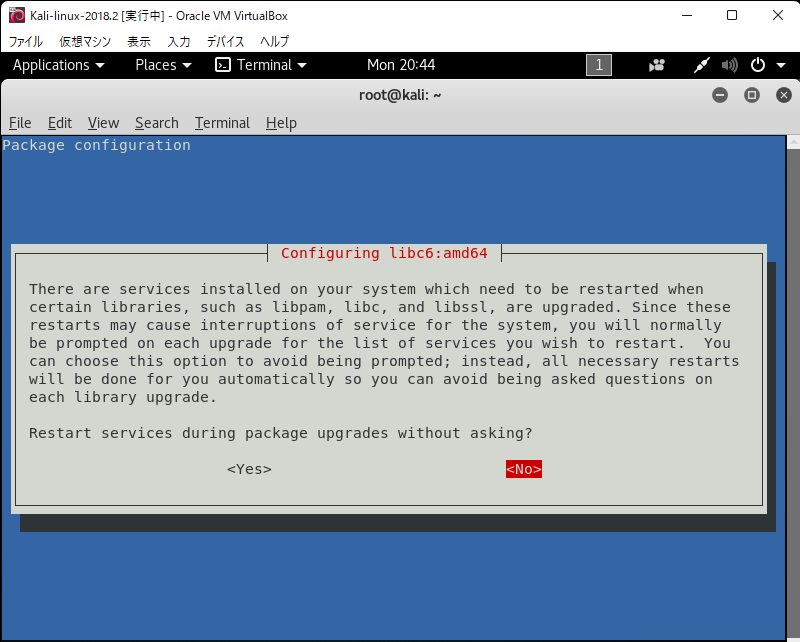 Kali-linux-2018.2 [実行中] - Oracle VM VirtualBox
ファイル 仮想マシン 表示 入力 デバイス ヘルプ
Applications Places Terminal Mon 20:44 1
root@kali: ~
File Edit View Search Terminal Help
Package configuration
Configuring libc6:amd64
There are services installed on your system which need to be restarted when
certain libraries, such as libpam, libc, and libssl, are upgraded. Since these
restarts may cause interruptions of service for the system, you will normally
be prompted on each upgrade for the list of services you wish to restart.  You
can choose this option to avoid being prompted; instead, all necessary restarts
will be done for you automatically so you can avoid being asked questions on
each library upgrade.
Restart services during package upgrades without asking?
<Yes> <No>